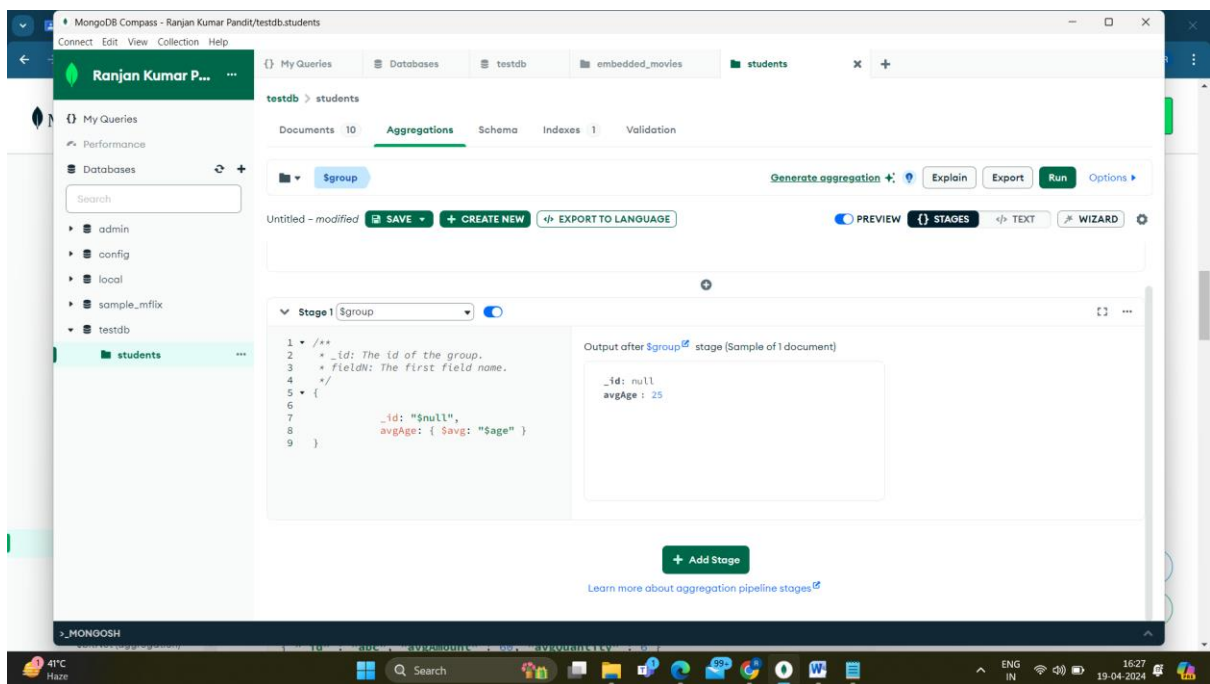 MongoDB Compass - Ranjan Kumar Pandit/testdb.students
Connect Edit View Collection Help
Ranjan Kumar P... ...
{} My Queries Databases testdb embedded_movies students
testdb > students
{} My Queries
Documents 10 Aggregations Schema Indexes 1 Validation
Performance
Databases
$group Generate aggregation Explain Export Run Options
Search
Untitled – modified SAVE CREATE NEW </> EXPORT TO LANGUAGE PREVIEW {} STAGES </> TEXT WIZARD
admin
config
local
sample_mflix
testdb
students ...
Stage 1 $group ...
1 /**
2 * _id: The id of the group.
3 * fieldN: The first field name.
4 */
5 {
6
7 _id: "$null",
8 avgAge: { $avg: "$age" }
9 }
Output after $group stage (Sample of 1 document)
_id: null
avgAge : 25
+ Add Stage
Learn more about aggregation pipeline stages
>_MONGOSH
1 41°C
Haze
Search
99+
ENG
IN
16:27
19-04-2024